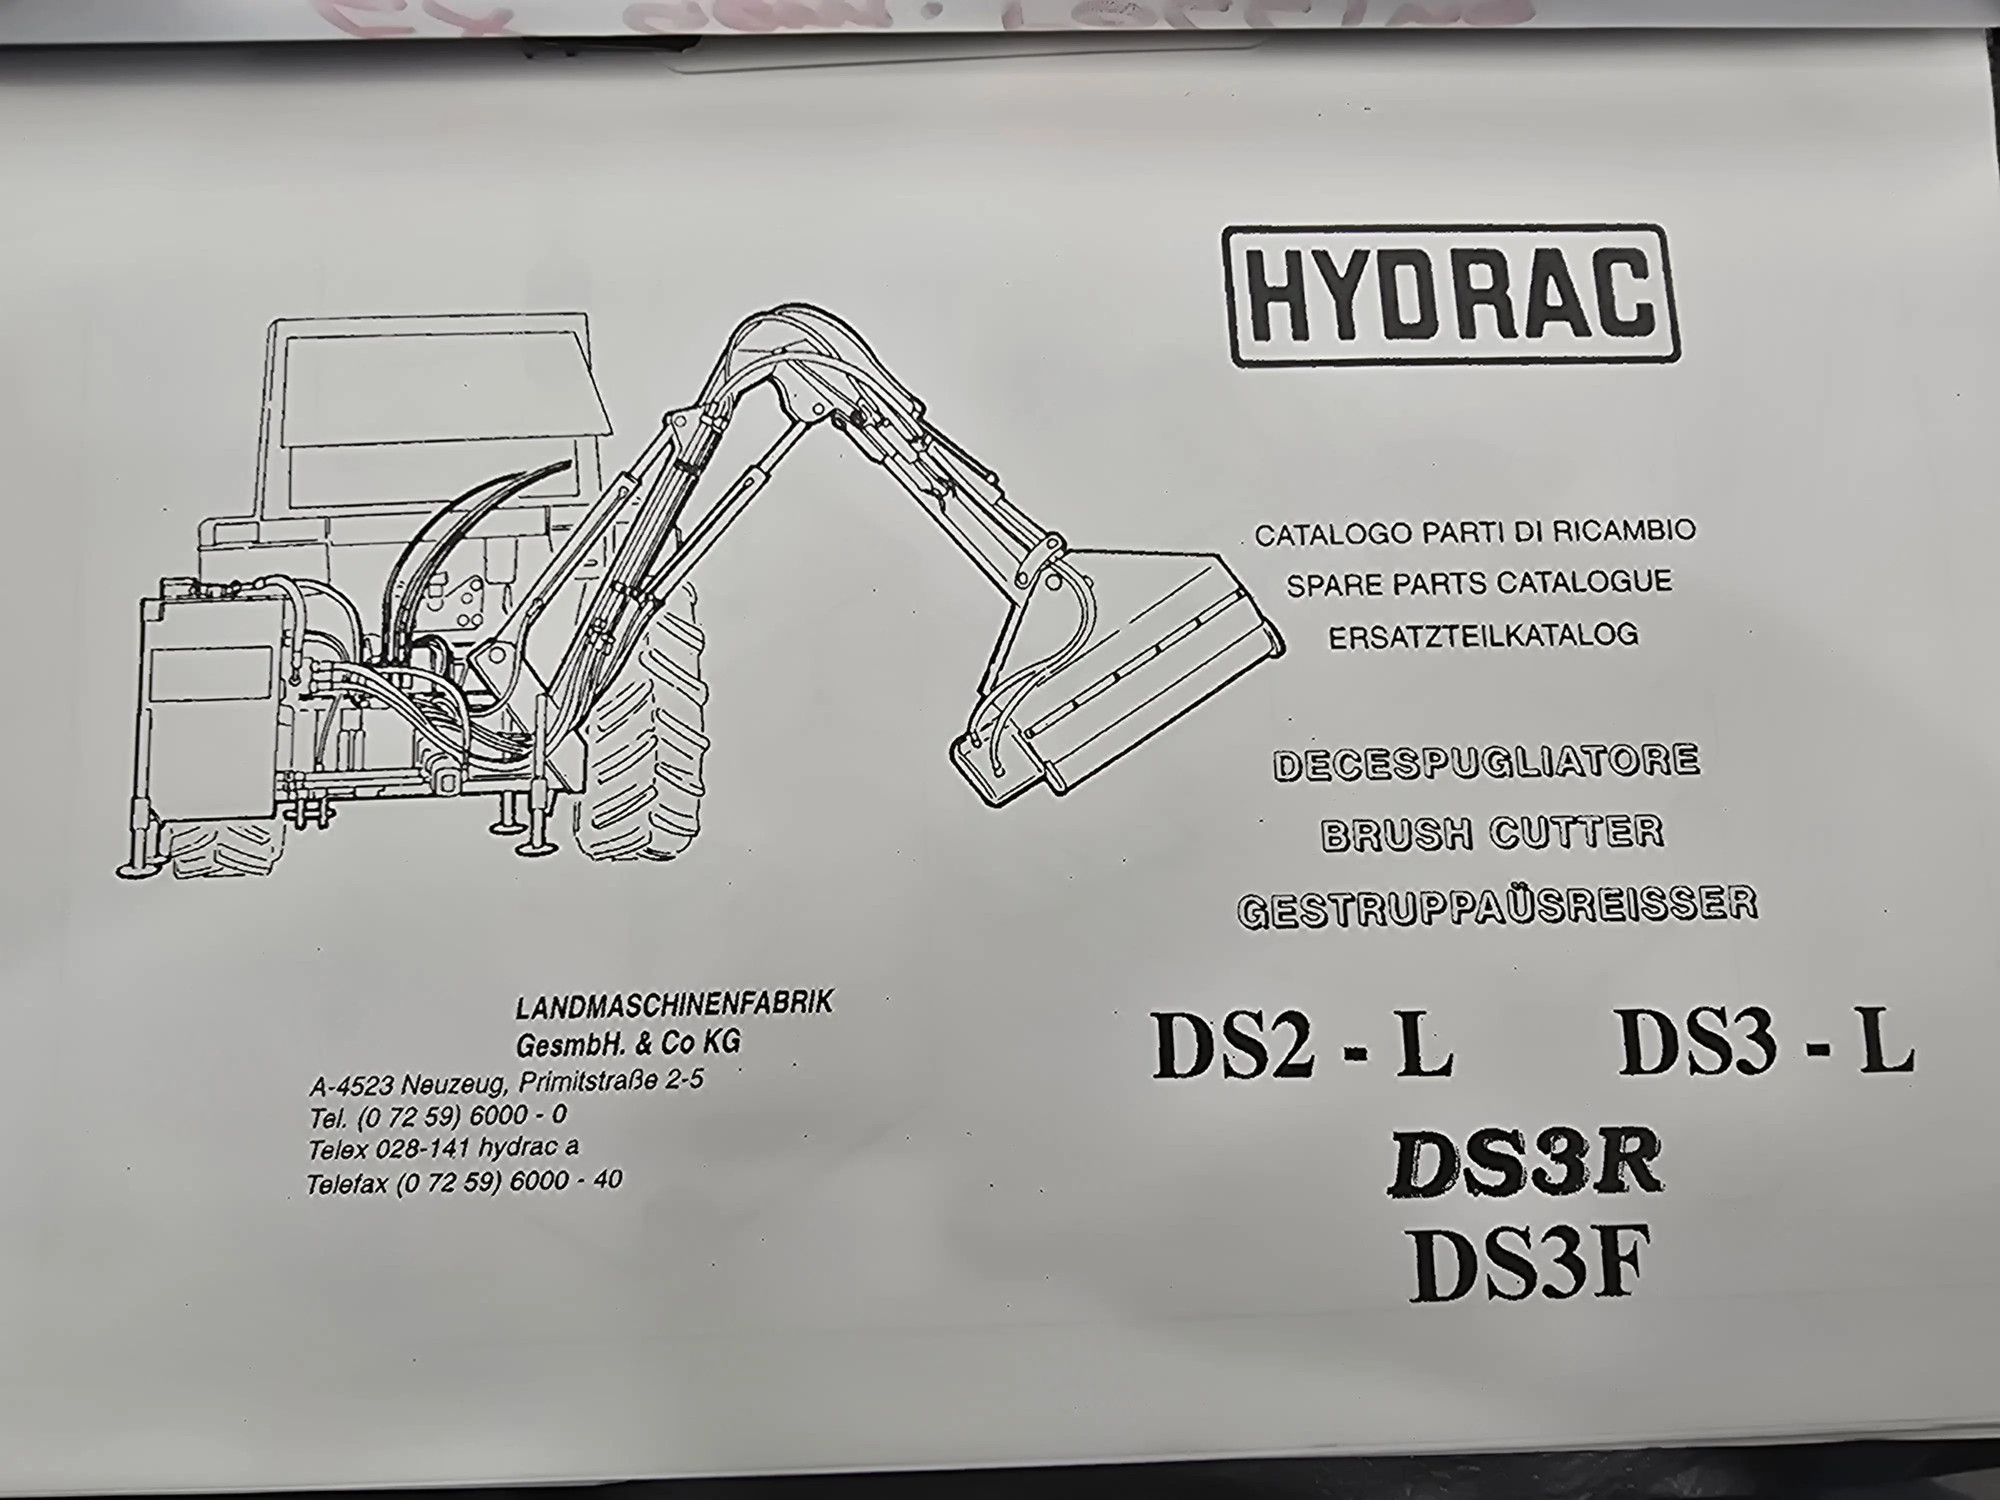 HYDRAC
CATALOGO PARTI DI RICAMBIO
SPARE PARTS CATALOGUE
ERSATZTEILKATALOG
DECESPUGLIATORE
BRUSH CUTTER
GESTRUPPAÜSREISSER
LANDMASCHINENFABRIK
GesmbH. & Co KG
A-4523 Neuzeug, Primitstraße 2-5
Tel. (0 72 59) 6000 - 0
Telex 028-141 hydrac a
Telefax (0 72 59) 6000 - 40
DS2 - L DS3 - L
DS3R
DS3F